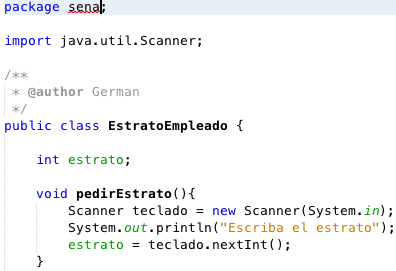 package sena;
import java.util.Scanner;
/**
* @author German
*/
public class EstratoEmpleado {
int estrato;
void pedirEstrato(){
Scanner teclado = new Scanner(System.in);
System.out.println("Escriba el estrato");
estrato = teclado.nextInt();
}